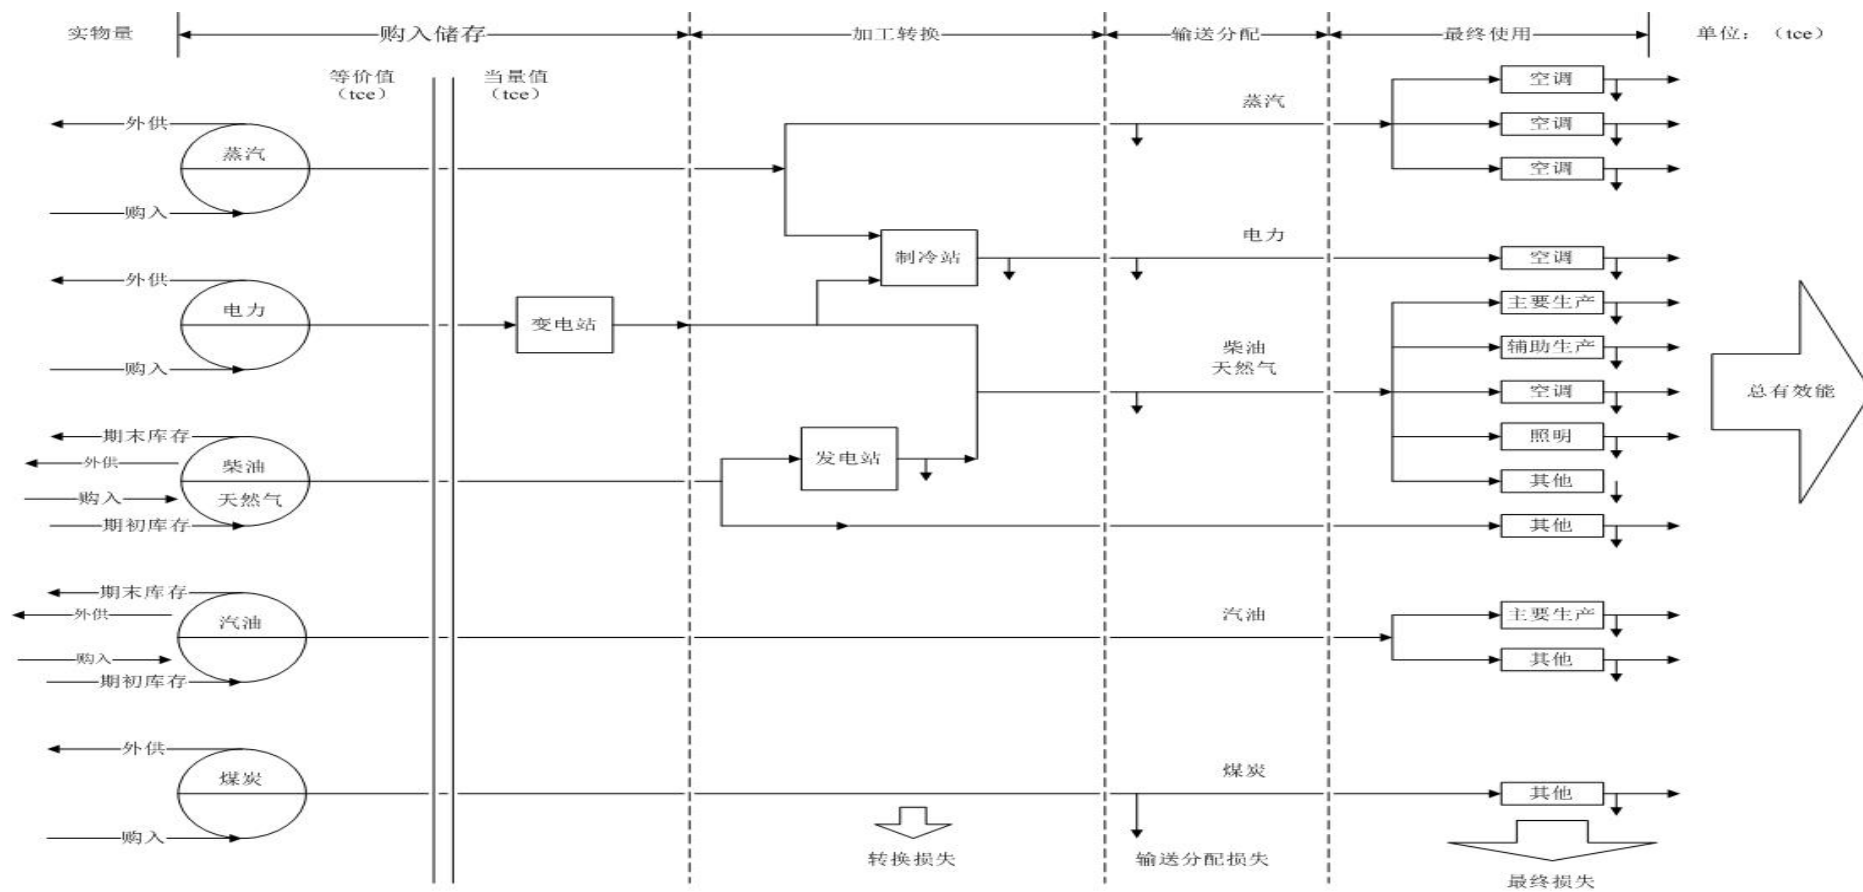 实物量 购入储存 加工转换 输送分配 最终使用 单位：（tce）
等价值 当量值
（tce） （tce）
空调
蒸汽
外供 空调
蒸汽
空调
购入
电力
制冷站 空调
外供
主要生产
电力
变电站
柴油 辅助生产
天然气
购入
空调 总有效能
期末库存 照明
外供 柴油 发电站
其他
购入 天然气
期初库存 其他
期末库存
外供 汽油 主要生产
汽油
购入 其他
期初库存
外供
煤炭
煤炭 其他
购入
转换损失 输送分配损失
最终损失